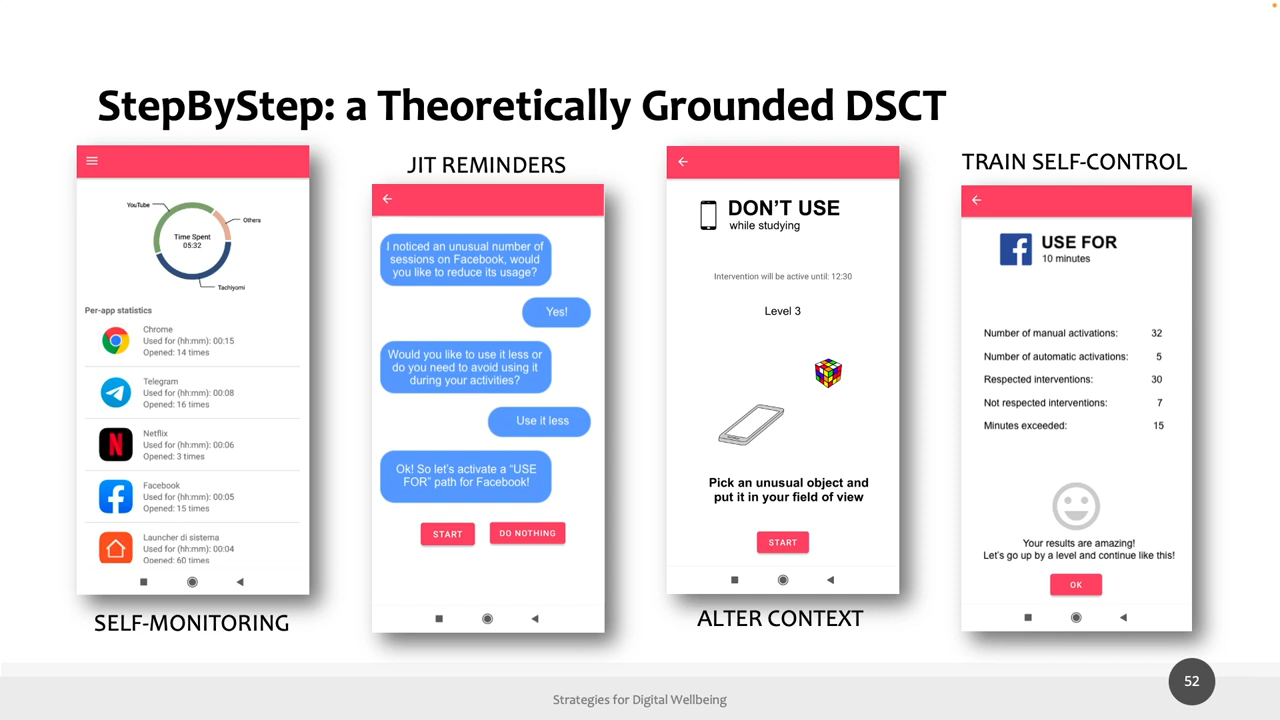 StepByStep: a Theoretically Grounded DSCT
YouTube
Others
Time Spent
05:32
Tachiyomi
Per-app statistics
Chrome
Used for (hh:mm): 00:15
Opened: 14 times
Telegram
Used for (hh:mm): 00:08
Opened: 16 times
Netflix
Used for (hh:mm): 00:06
Opened: 3 times
Facebook
Used for (hh:mm): 00:05
Opened: 15 times
Launcher di sistema
Used for (hh:mm): 00:04
Opened: 60 times
SELF-MONITORING
JIT REMINDERS
I noticed an unusual number of
sessions on Facebook, would
you like to reduce its usage?
Yes!
Would you like to use it less or
do you need to avoid using it
during your activities?
Use it less
Ok! So let's activate a “USE
FOR” path for Facebook!
START
DO NOTHING
DON'T USE
while studying
Intervention will be active until: 12:30
Level 3
Pick an unusual object and
put it in your field of view
START
ALTER CONTEXT
TRAIN SELF-CONTROL
USE FOR
10 minutes
Number of manual activations: 32
Number of automatic activations: 5
Respected interventions: 30
Not respected interventions: 7
Minutes exceeded: 15
Your results are amazing!
Let's go up by a level and continue like this!
OK
Strategies for Digital Wellbeing
52